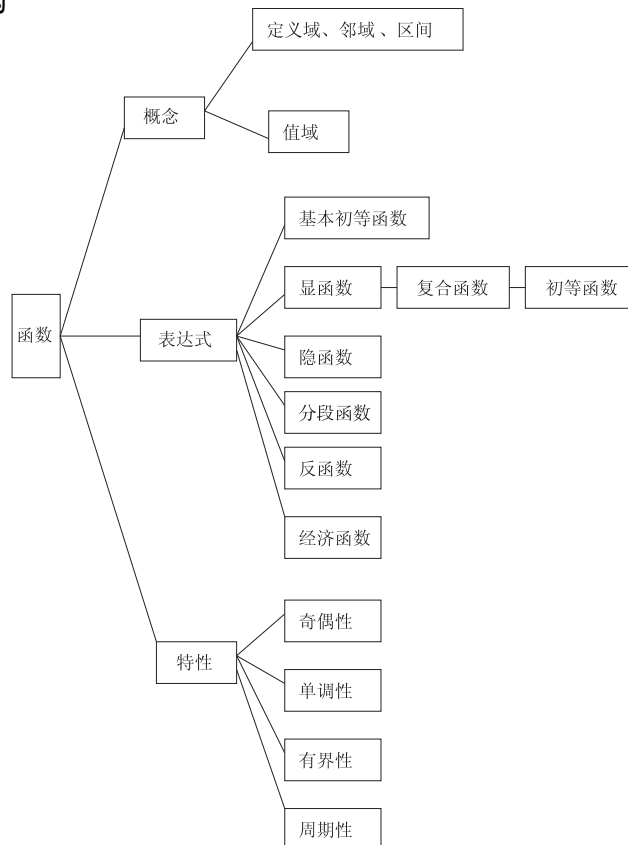 定义域、邻域、区间
概念
值域
基本初等函数
显函数
复合函数
初等函数
函数
表达式
隐函数
分段函数
反函数
经济函数
奇偶性
特性
单调性
有界性
周期性